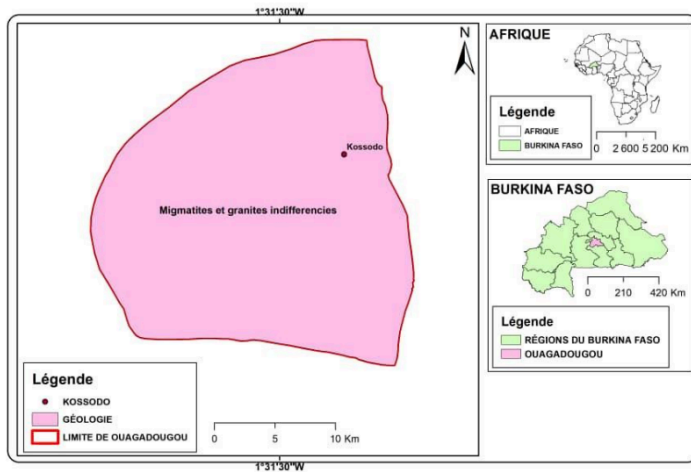 1°31'30"W
N
Kossodo
Migmatites et granites indifferencies
Légende
KOSSODO
GÉOLOGIE
LIMITE DE OUAGADOUGOU
0 5 10 Km
1°31'30"W
AFRIQUE
Légende
AFRIQUE
BURKINA FASO
0 2 600 5 200 Km
BURKINA FASO
0 210 420 Km
Légende
RÉGIONS DU BURKINA FASO
OUAGADOUGOU